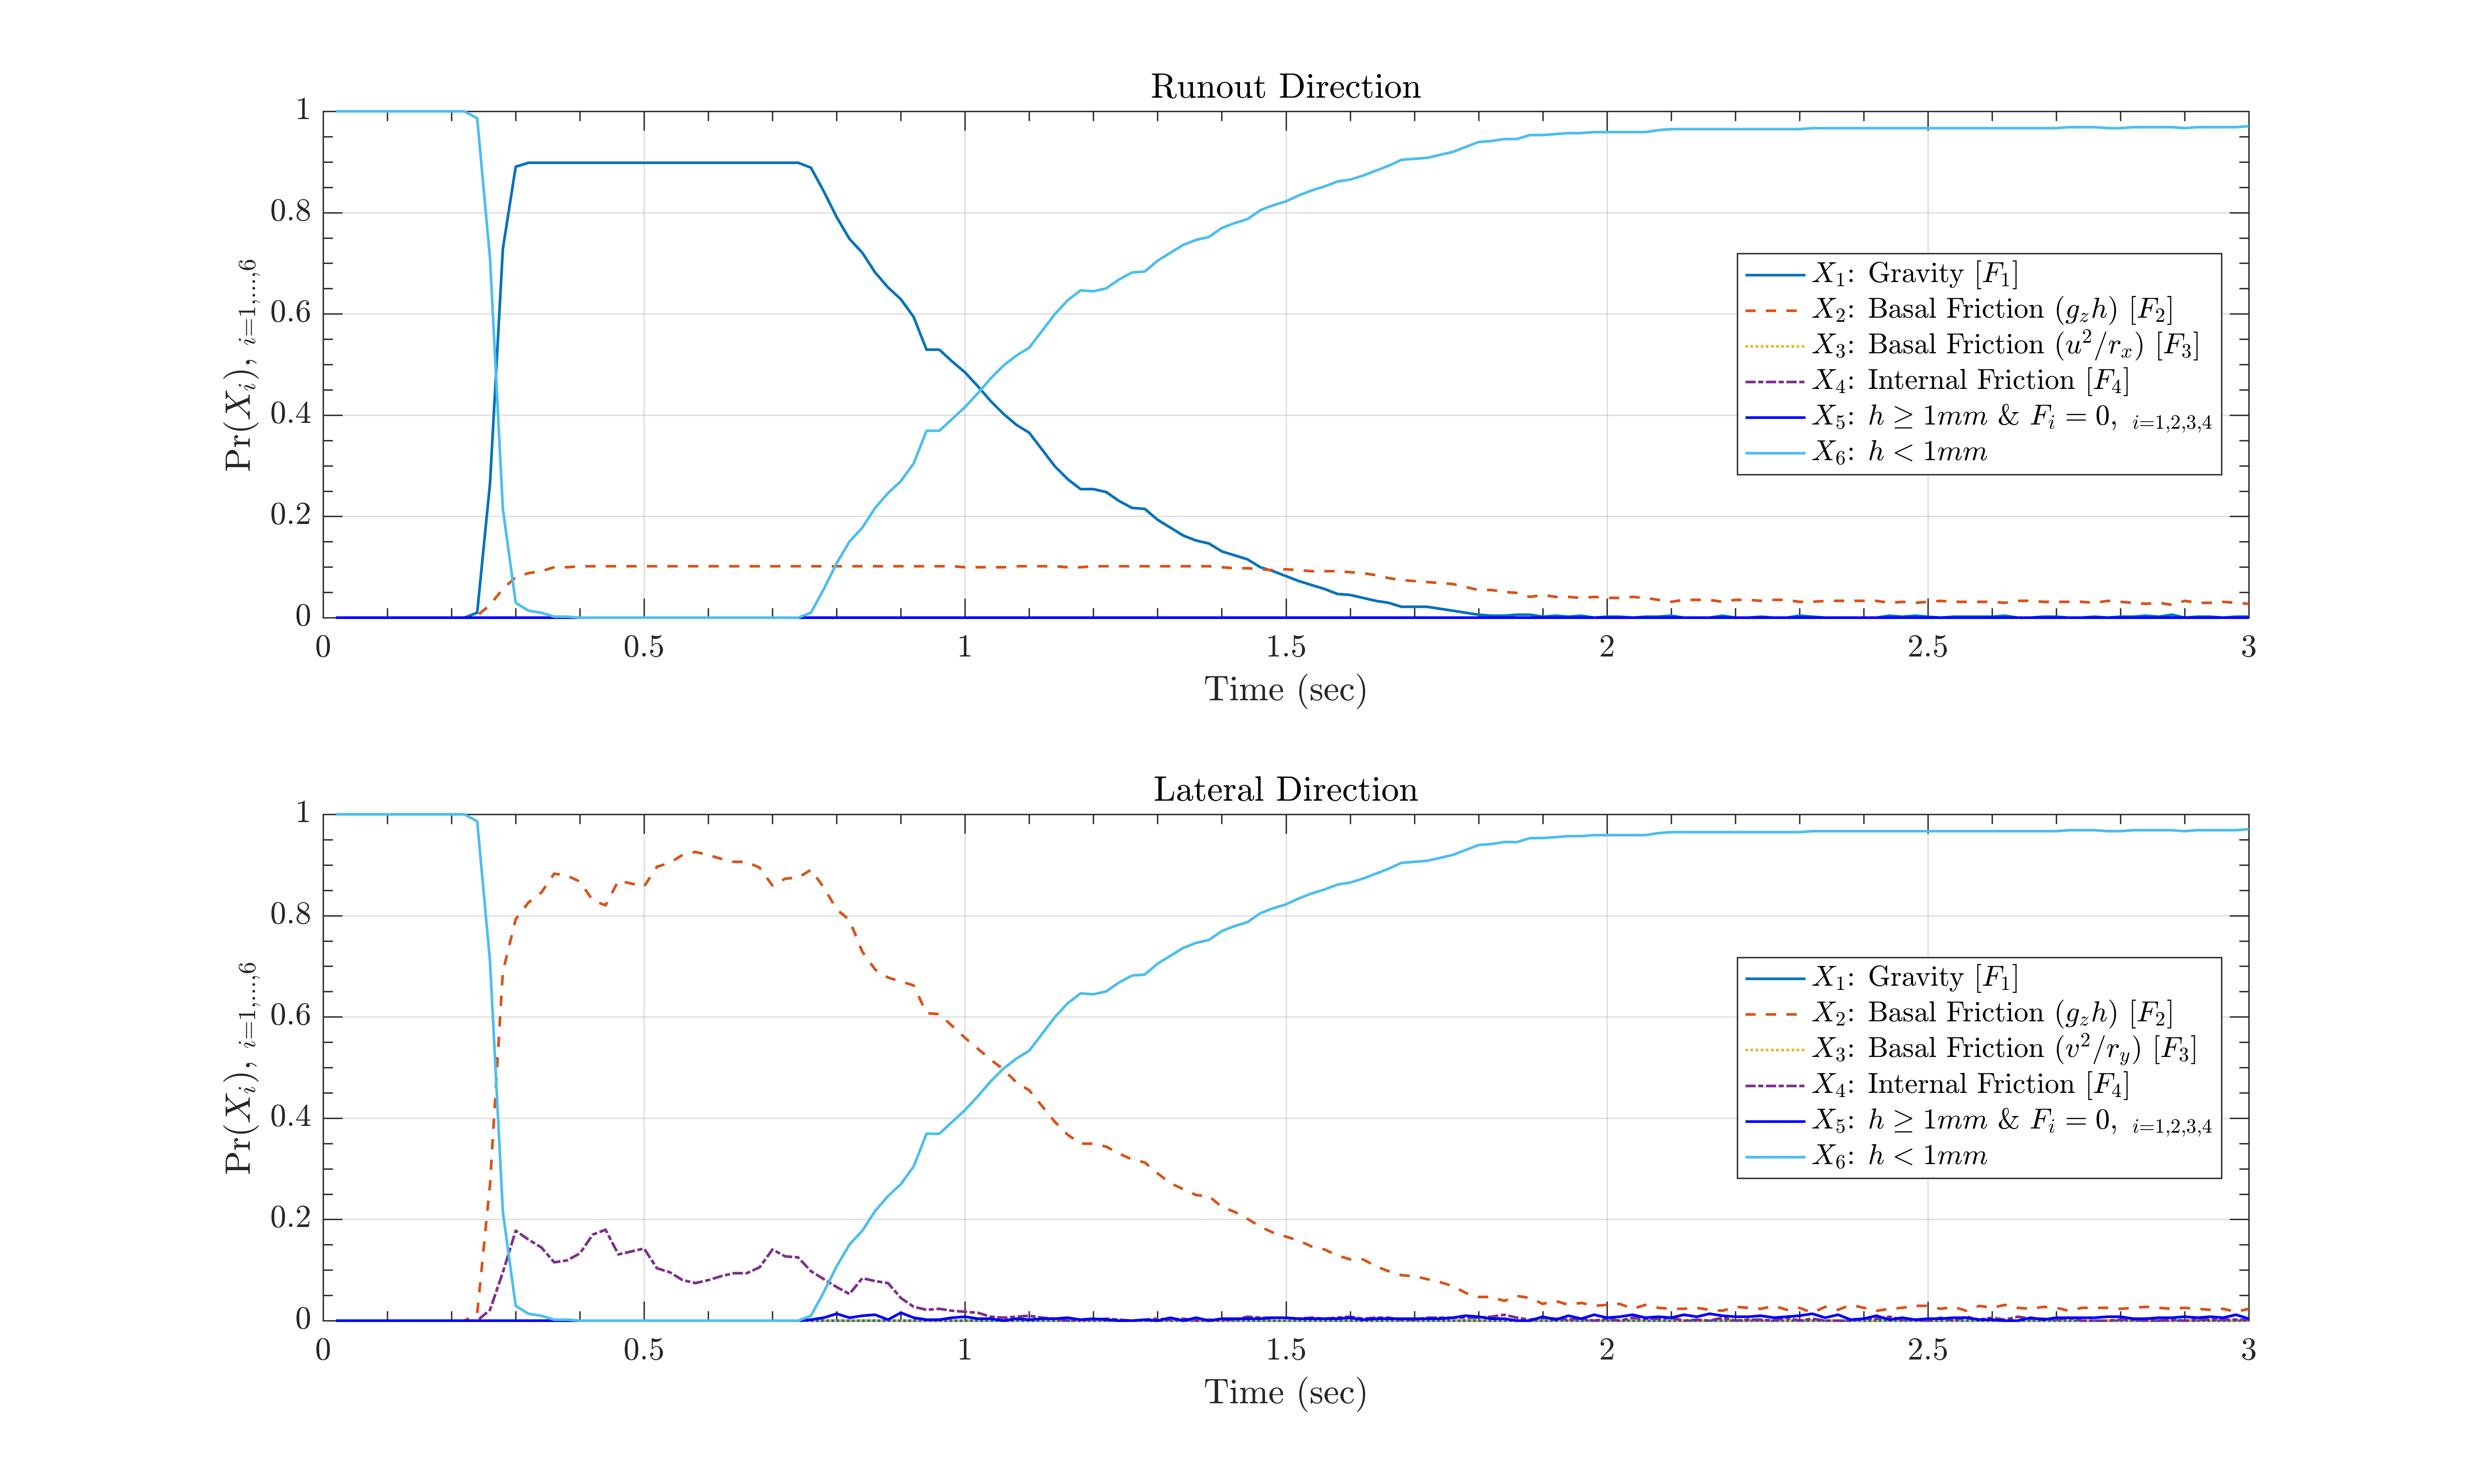 Runout Direction
1
0.8
0.6
0.4
0.2
0
Pr(X_i), i=1,...,6
X_1: Gravity [F_1]
X_2: Basal Friction (g_z h) [F_2]
X_3: Basal Friction (u^2/r_x) [F_3]
X_4: Internal Friction [F_4]
X_5: h ≥ 1mm & F_i = 0, i=1,2,3,4
X_6: h < 1mm
0 0.5 1 1.5 2 2.5 3
Time (sec)
Lateral Direction
1
0.8
0.6
0.4
0.2
0
Pr(X_i), i=1,...,6
X_1: Gravity [F_1]
X_2: Basal Friction (g_z h) [F_2]
X_3: Basal Friction (v^2/r_y) [F_3]
X_4: Internal Friction [F_4]
X_5: h ≥ 1mm & F_i = 0, i=1,2,3,4
X_6: h < 1mm
0 0.5 1 1.5 2 2.5 3
Time (sec)